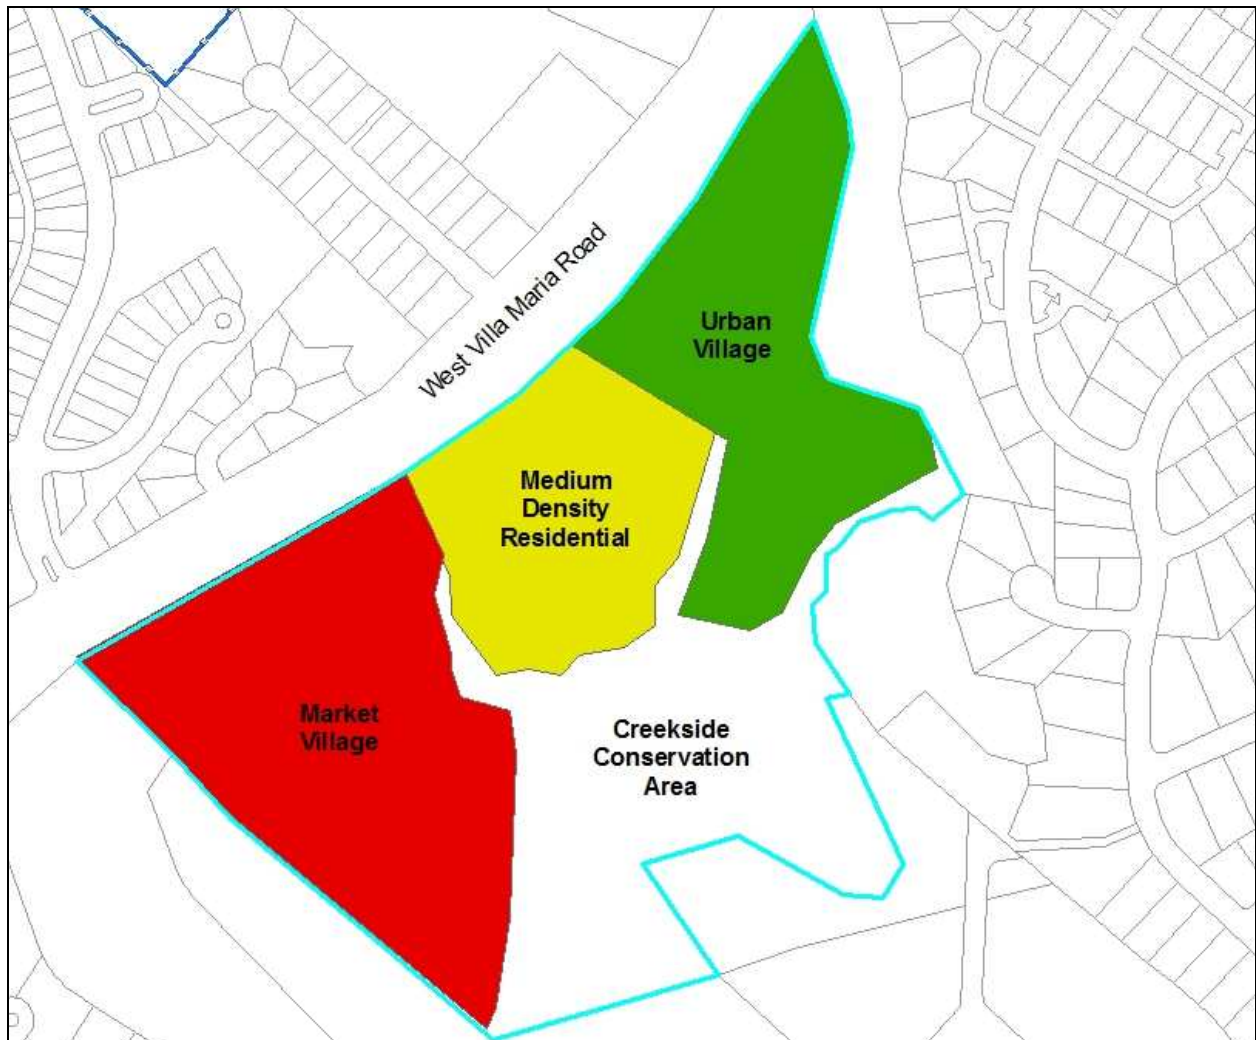 West Villa Maria Road
Urban
Village
Medium
Density
Residential
Market
Village
Creekside
Conservation
Area